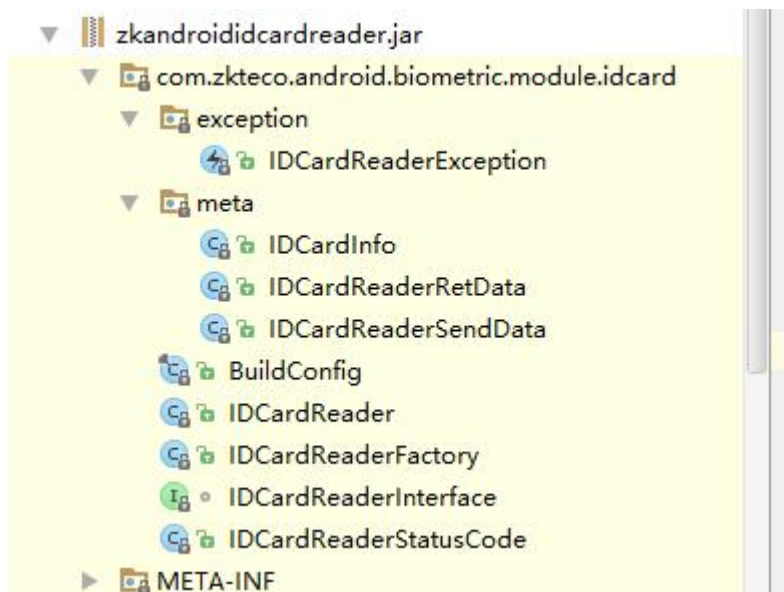 zkandroididcardreader.jar
com.zkteco.android.biometric.module.idcard
exception
IDCardReaderException
meta
IDCardInfo
IDCardReaderRetData
IDCardReaderSendData
BuildConfig
IDCardReader
IDCardReaderFactory
IDCardReaderInterface
IDCardReaderStatusCode
META-INF